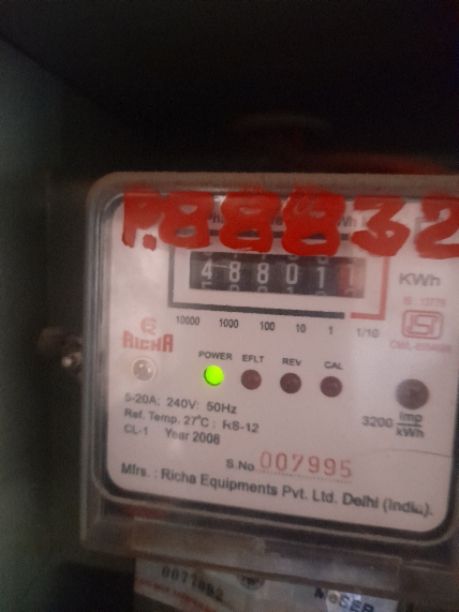 P.88832
488011
KWh
10000 1000 100 10 1 1/10
RICHA
POWER EFLT REV CAL
5-20A; 240V; 50Hz
Ref. Temp. 27°C; RS-12
3200 imp/kWh
CL-1 Year 2008
S.No. 007995
Mfrs. : Richa Equipments Pvt. Ltd. Delhi (India).